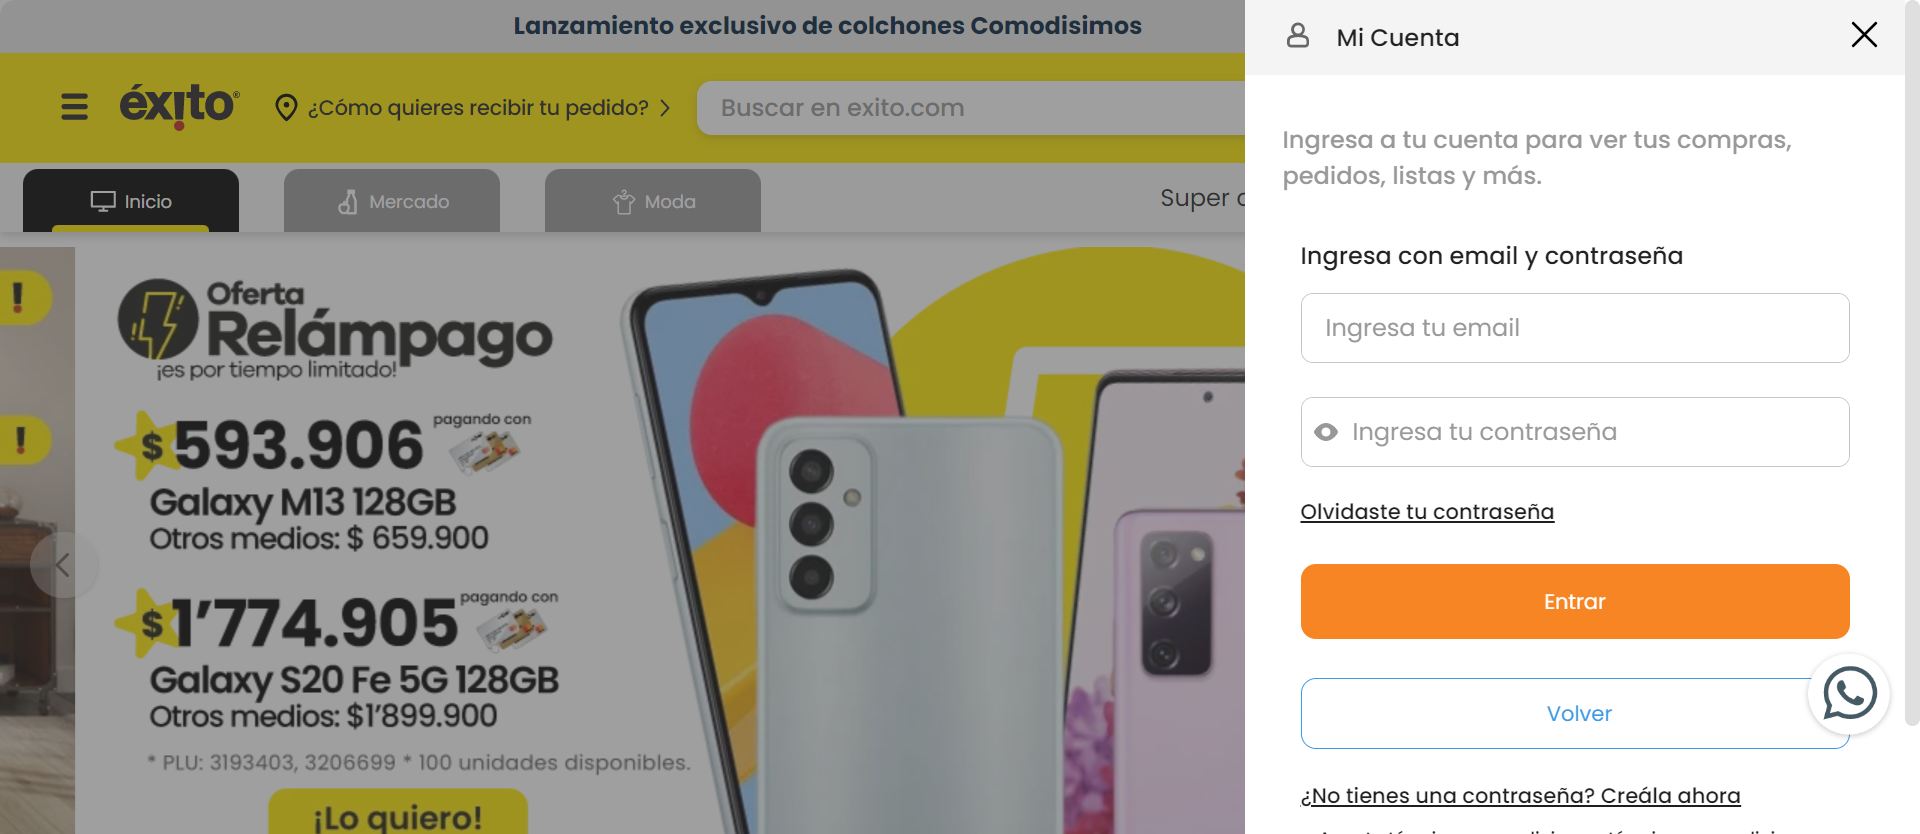 Lanzamiento exclusivo de colchones Comodisimos
Mi Cuenta
éxito®
¿Cómo quieres recibir tu pedido?
Buscar en exito.com
Inicio
Mercado
Moda
Super
Ingresa a tu cuenta para ver tus compras,
pedidos, listas y más.
Ingresa con email y contraseña
Ingresa tu email
Ingresa tu contraseña
Olvidaste tu contraseña
Entrar
Volver
¿No tienes una contraseña? Creála ahora
!
!
Oferta
Relámpago
¡es por tiempo limitado!
$593.906 pagando con
Galaxy M13 128GB
Otros medios: $ 659.900
$1’774.905 pagando con
Galaxy S20 Fe 5G 128GB
Otros medios: $1’899.900
* PLU: 3193403, 3206699 * 100 unidades disponibles.
¡Lo quiero!